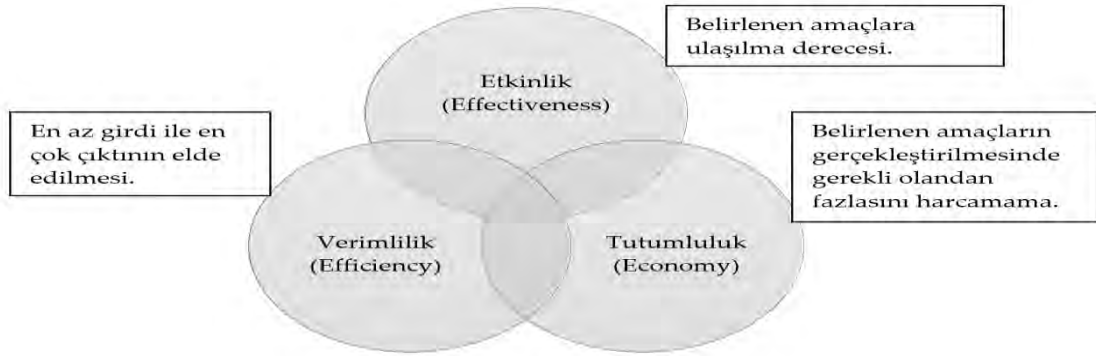 Belirlenen amaçlara
ulaşılma derecesi.
Etkinlik
(Effectiveness)
En az girdi ile en
çok çıktının elde
edilmesi.
Belirlenen amaçların
gerçekleştirilmesinde
gerekli olandan
fazlasını harcamama.
Verimlilik
(Efficiency)
Tutumluluk
(Economy)